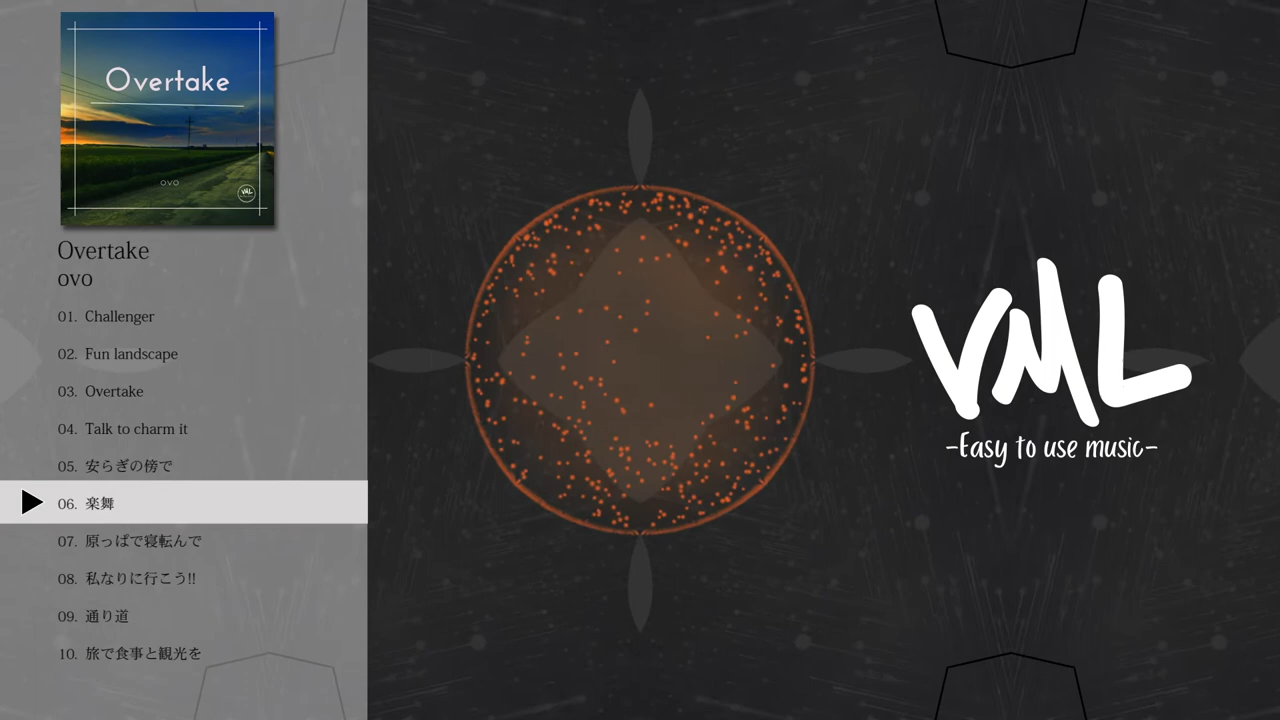 Overtake
ovo
VML
Overtake
ovo
01. Challenger
02. Fun landscape
03. Overtake
04. Talk to charm it
05. 安らぎの傍で
06. 楽舞
07. 原っぱで寝転んで
08. 私なりに行こう!!
09. 通り道
10. 旅で食事と観光を
VML
-Easy to use music-